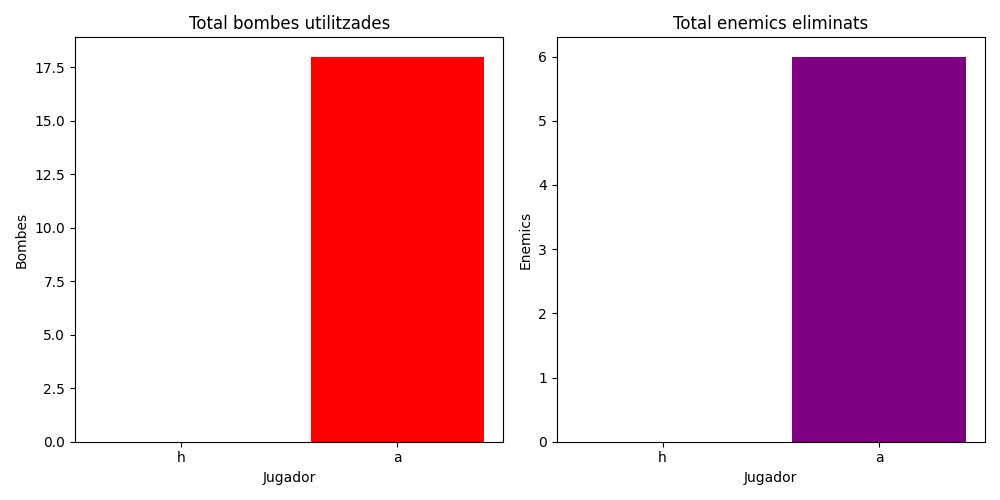 Total bombes utilitzades
17.5
15.0
12.5
10.0
7.5
5.0
2.5
0.0
Bombes
h
a
Jugador
Total enemics eliminats
6
5
4
3
2
1
0
Enemics
h
a
Jugador